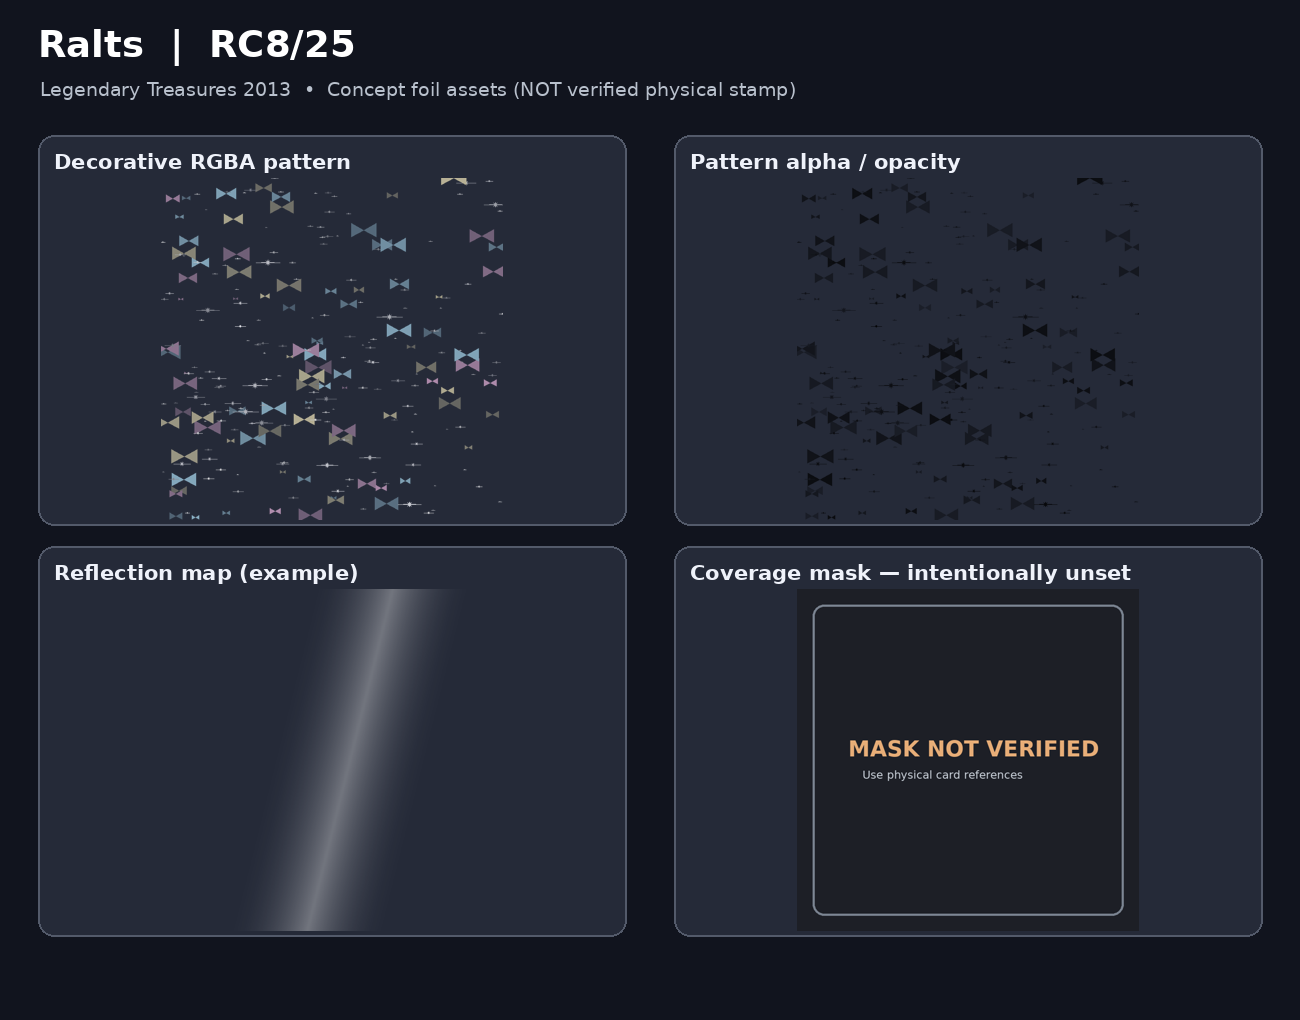 Ralts | RC8/25
Legendary Treasures 2013 • Concept foil assets (NOT verified physical stamp)
Decorative RGBA pattern
Pattern alpha / opacity
Reflection map (example)
Coverage mask — intentionally unset
MASK NOT VERIFIED
Use physical card references